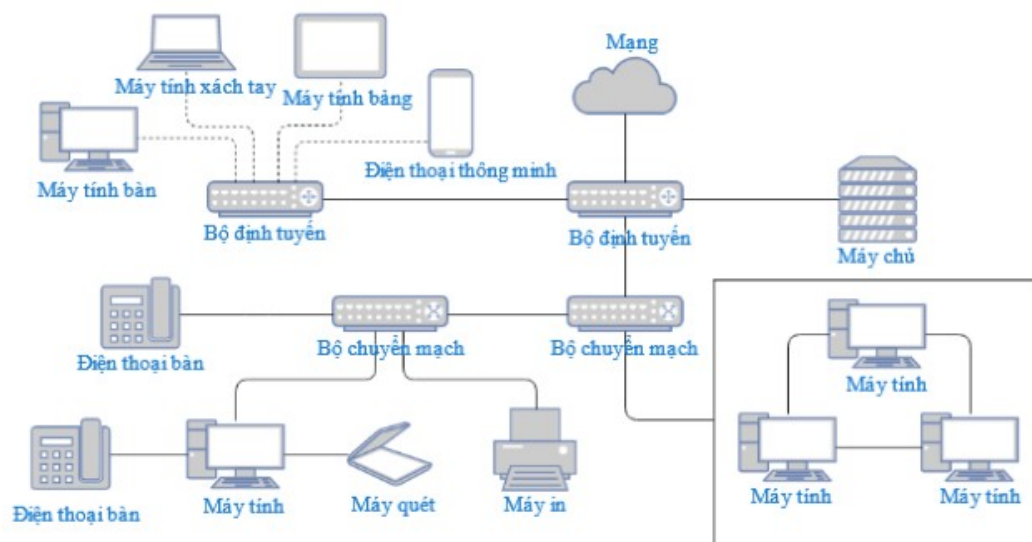 Mạng
Máy tính xách tay
Máy tính bảng
Điện thoại thông minh
Máy tính bàn
Bộ định tuyến
Bộ định tuyến
Máy chủ
Điện thoại bàn
Bộ chuyển mạch
Bộ chuyển mạch
Máy tính
Điện thoại bàn
Máy tính
Máy quét
Máy in
Máy tính
Máy tính